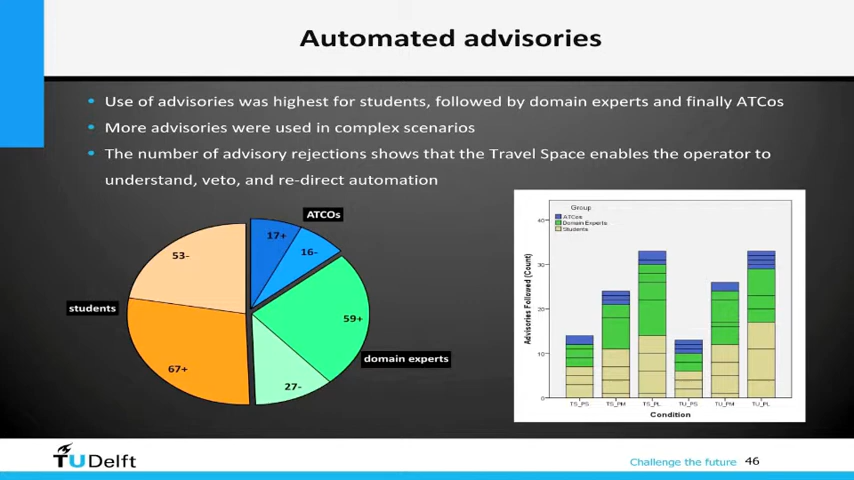 Automated advisories
• Use of advisories was highest for students, followed by domain experts and finally ATCos
• More advisories were used in complex scenarios
• The number of advisory rejections shows that the Travel Space enables the operator to
understand, veto, and re-direct automation
ATCOs
17+
16-
53-
students
59+
domain experts
67+
27-
Group
ATCos
Domain Experts
Students
Advisories Followed (Count)
40
30
20
10
0
TS_PS TS_PM TS_PL TU_PS TU_PM TU_PL
Condition
TUDelft
Challenge the future 46